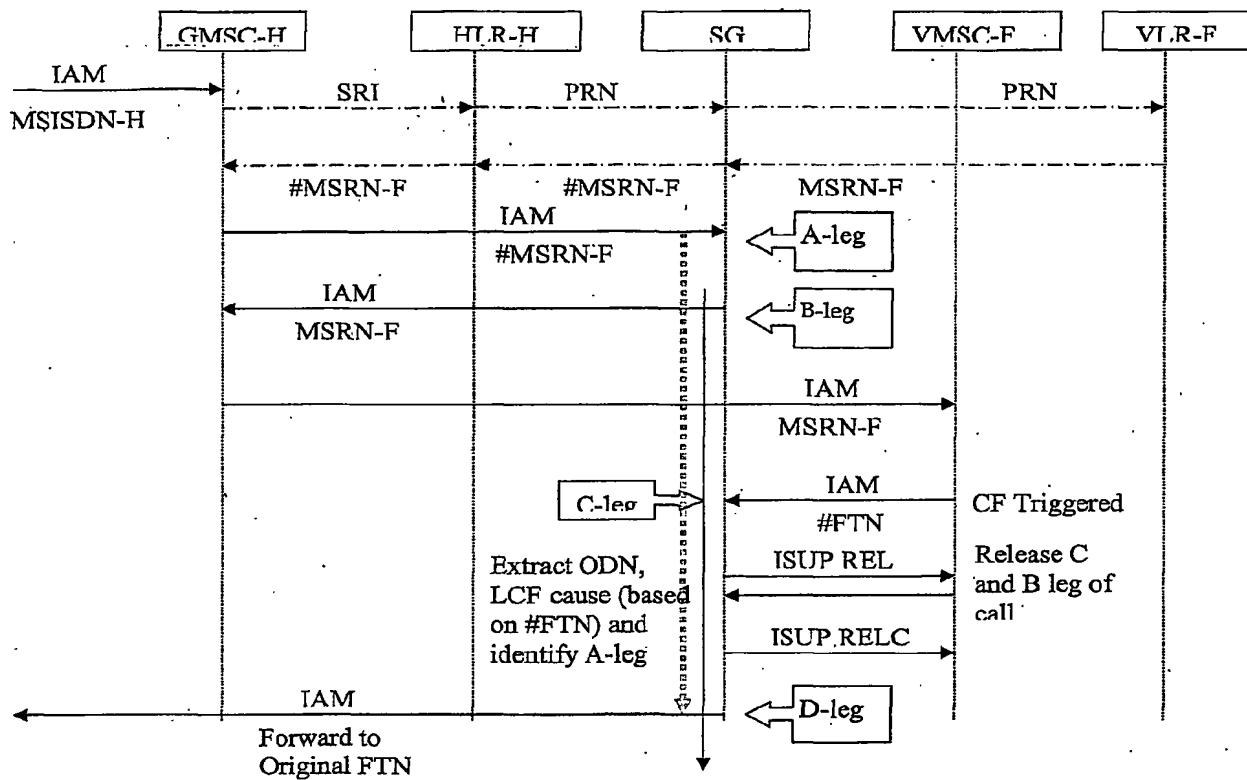 GMSC-H HLR-H SG VMSC-F VLR-F
IAM
SRI PRN PRN
MSISDN-H
#MSRN-F #MSRN-F MSRN-F
IAM
A-leg
#MSRN-F
IAM
B-leg
MSRN-F
IAM
MSRN-F
C-leg
IAM
CF Triggered
#FTN
Extract ODN,
LCF cause (based
on #FTN) and
identify A-leg
ISUP REL
Release C
and B leg of
call
ISUP RELC
IAM
D-leg
Forward to
Original FTN